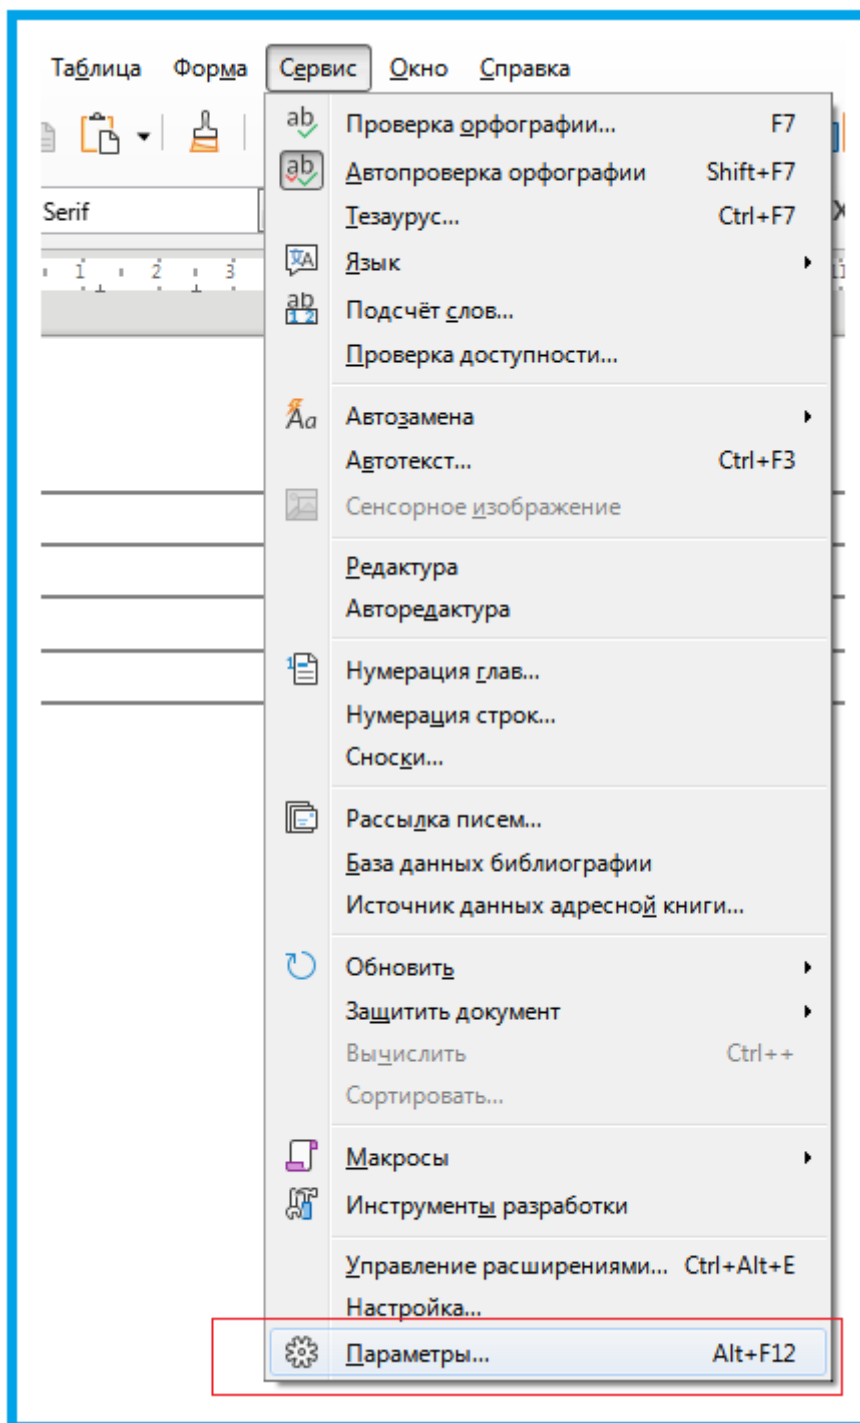 Таблица Форма Сервис Окно Справка
Serif
1 2 3
Проверка орфографии... F7
Автопроверка орфографии Shift+F7
Тезаурус... Ctrl+F7
Язык
Подсчёт слов...
Проверка доступности...
Автозамена
Автотекст... Ctrl+F3
Сенсорное изображение
Редактура
Авторедактура
Нумерация глав...
Нумерация строк...
Сноски...
Рассылка писем...
База данных библиографии
Источник данных адресной книги...
Обновить
Защитить документ
Вычислить Ctrl++
Сортировать...
Макросы
Инструменты разработки
Управление расширениями... Ctrl+Alt+E
Настройка...
Параметры... Alt+F12